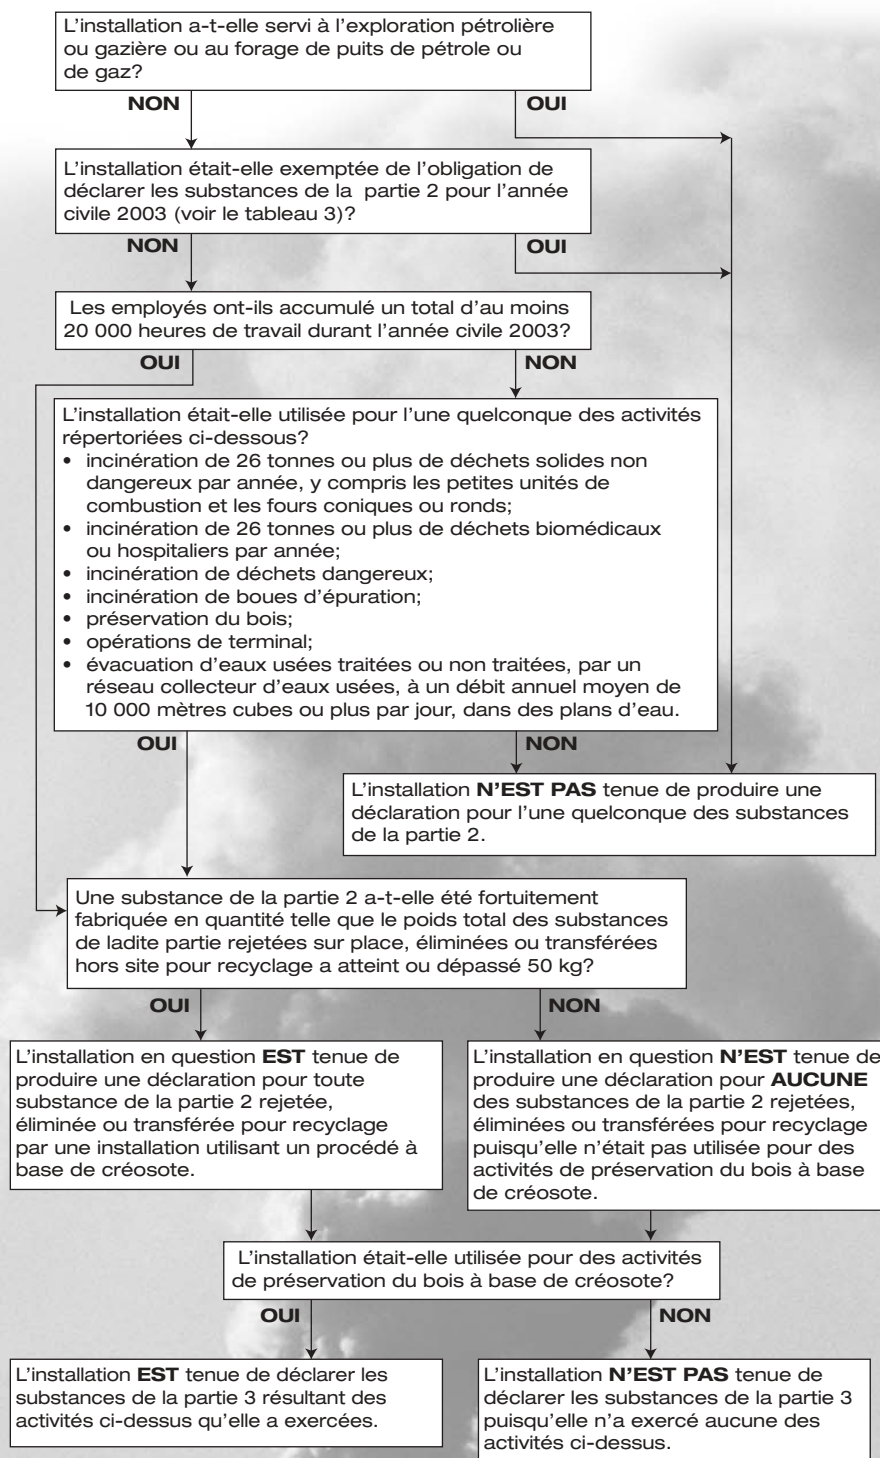 L'installation a-t-elle servi à l'exploration pétrolière
ou gazière ou au forage de puits de pétrole ou
de gaz?
NON
OUI
L'installation était-elle exemptée de l'obligation de
déclarer les substances de la partie 2 pour l'année
civile 2003 (voir le tableau 3)?
NON
OUI
Les employés ont-ils accumulé un total d'au moins
20 000 heures de travail durant l'année civile 2003?
OUI
NON
L'installation était-elle utilisée pour l'une quelconque des activités
répertoriées ci-dessous?
• incinération de 26 tonnes ou plus de déchets solides non
dangereux par année, y compris les petites unités de
combustion et les fours coniques ou ronds;
• incinération de 26 tonnes ou plus de déchets biomédicaux
ou hospitaliers par année;
• incinération de déchets dangereux;
• incinération de boues d'épuration;
• préservation du bois;
• opérations de terminal;
• évacuation d'eaux usées traitées ou non traitées, par un
réseau collecteur d'eaux usées, à un débit annuel moyen de
10 000 mètres cubes ou plus par jour, dans des plans d'eau.
OUI
NON
L'installation N'EST PAS tenue de produire une
déclaration pour l'une quelconque des substances
de la partie 2.
Une substance de la partie 2 a-t-elle été fortuitement
fabriquée en quantité telle que le poids total des substances
de ladite partie rejetées sur place, éliminées ou transférées
hors site pour recyclage a atteint ou dépassé 50 kg?
OUI
NON
L'installation en question EST tenue de
produire une déclaration pour toute
substance de la partie 2 rejetée,
éliminée ou transférée pour recyclage
par une installation utilisant un procédé à
base de créosote.
L'installation en question N'EST tenue de
produire une déclaration pour AUCUNE
des substances de la partie 2 rejetées,
éliminées ou transférées pour recyclage
puisqu'elle n'était pas utilisée pour des
activités de préservation du bois à base
de créosote.
L'installation était-elle utilisée pour des activités
de préservation du bois à base de créosote?
OUI
NON
L'installation EST tenue de déclarer les
substances de la partie 3 résultant des
activités ci-dessus qu'elle a exercées.
L'installation N'EST PAS tenue de
déclarer les substances de la partie 3
puisqu'elle n'a exercé aucune des
activités ci-dessus.